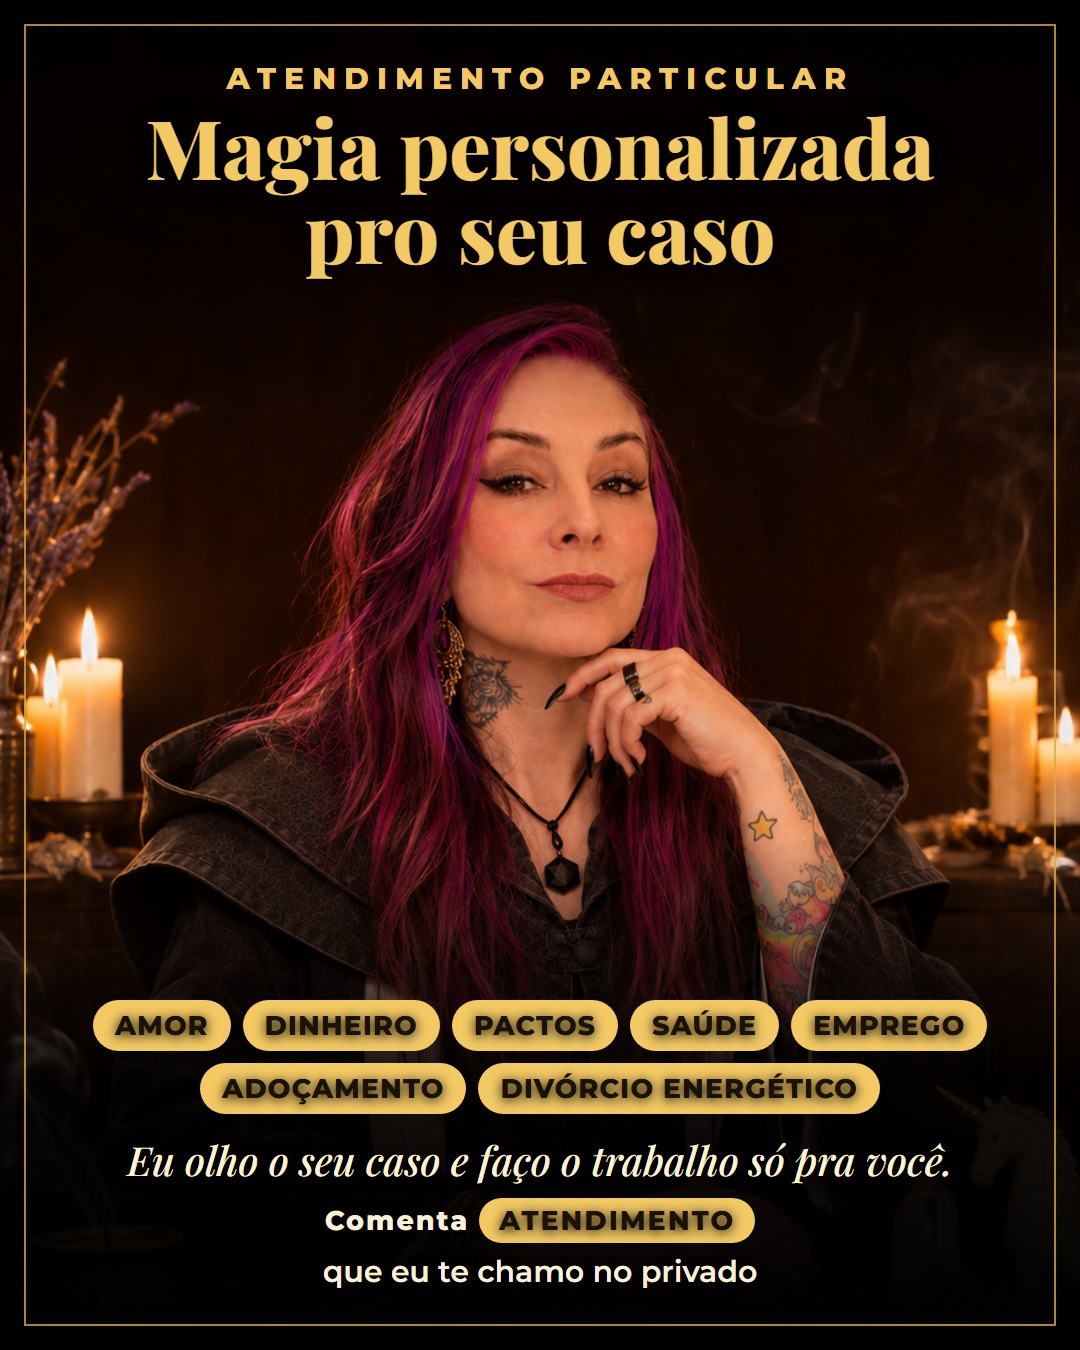 ATENDIMENTO PARTICULAR
Magia personalizada
pro seu caso
AMOR DINHEIRO PACTOS SAÚDE EMPREGO
ADOÇAMENTO DIVÓRCIO ENERGÉTICO
Eu olho o seu caso e faço o trabalho só pra você.
Comenta ATENDIMENTO
que eu te chamo no privado